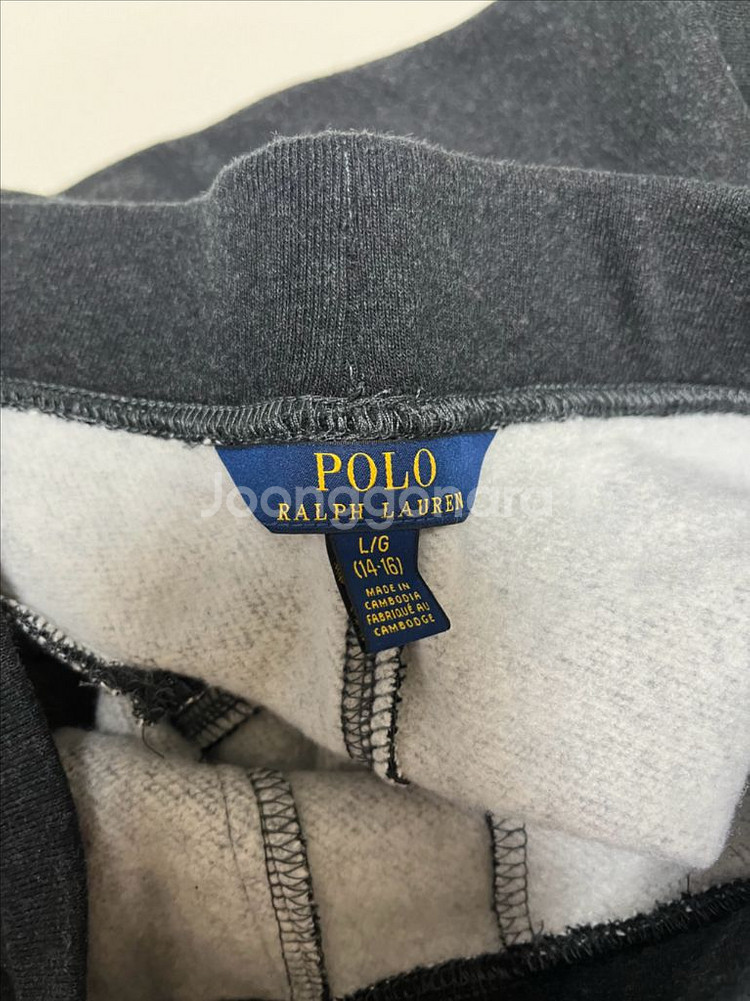 POLO
RALPH LAUREN
Joonggonara
L/G
(14-16)
MADE IN
CAMBODIA
FABRIQUÉ AU
CAMBODGE